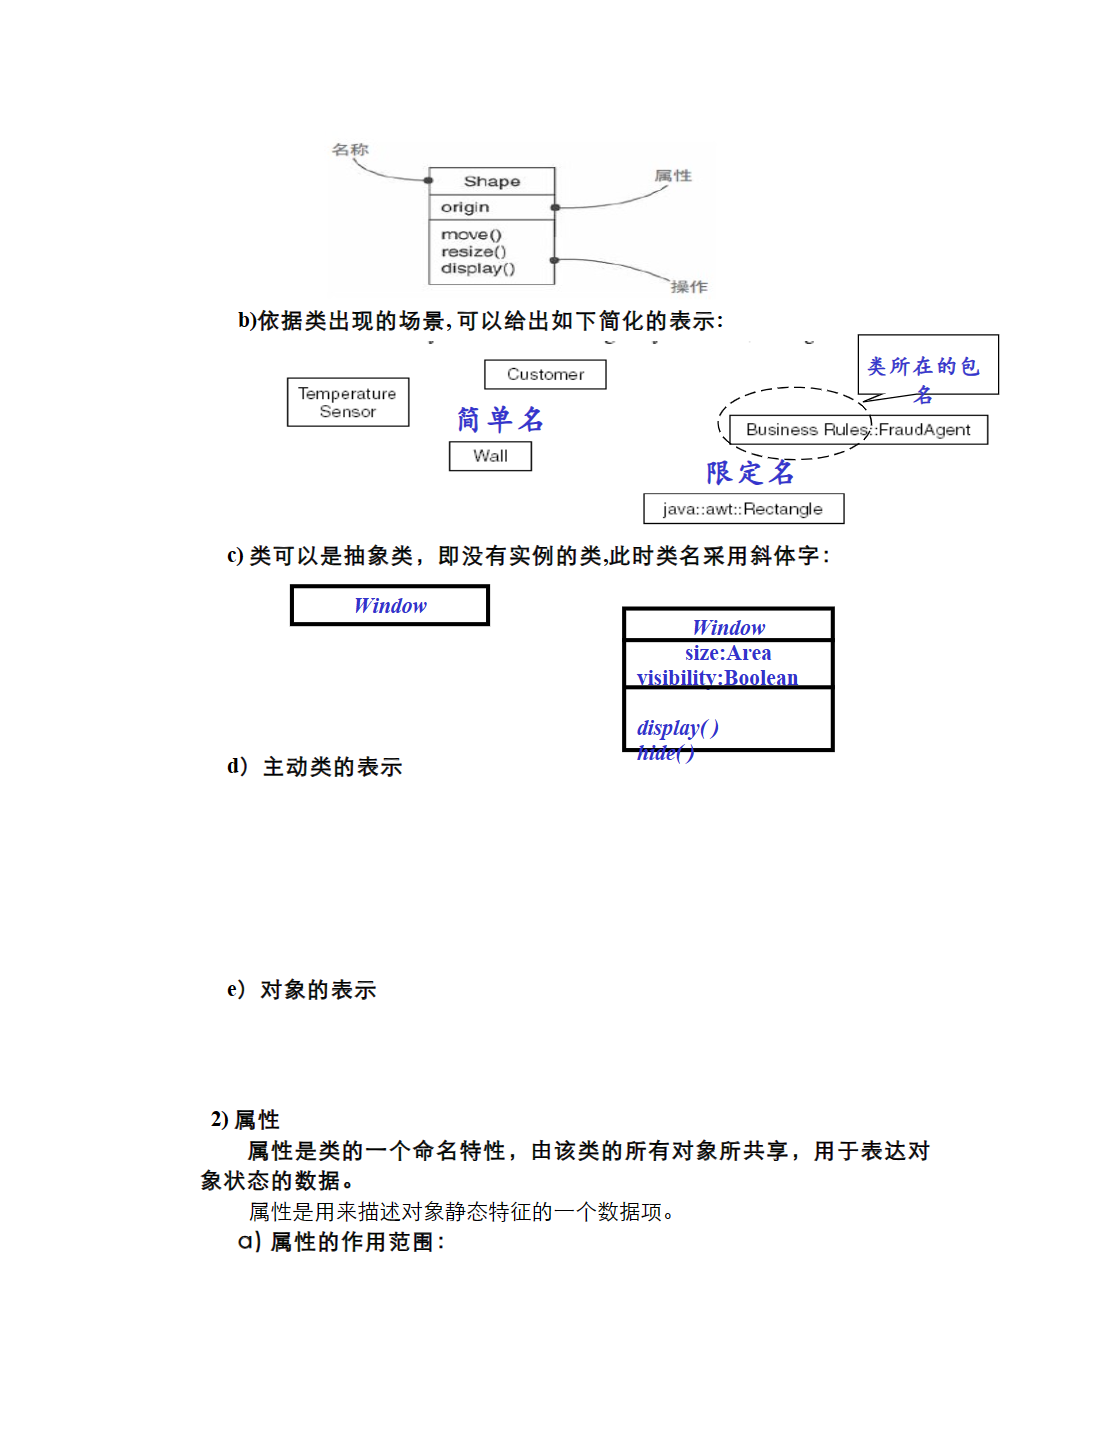 名称
Shape
属性
origin
move()
resize()
display()
操作
b)依据类出现的场景,可以给出如下简化的表示:
类所在的包
名
Customer
Temperature
Sensor
简单名
Business Rules::FraudAgent
Wall
限定名
java::awt::Rectangle
c) 类可以是抽象类，即没有实例的类,此时类名采用斜体字：
Window
Window
size:Area
visibility:Boolean
display( )
hide( )
d）主动类的表示
e）对象的表示
2) 属性
属性是类的一个命名特性，由该类的所有对象所共享，用于表达对
象状态的数据。
属性是用来描述对象静态特征的一个数据项。
a) 属性的作用范围：